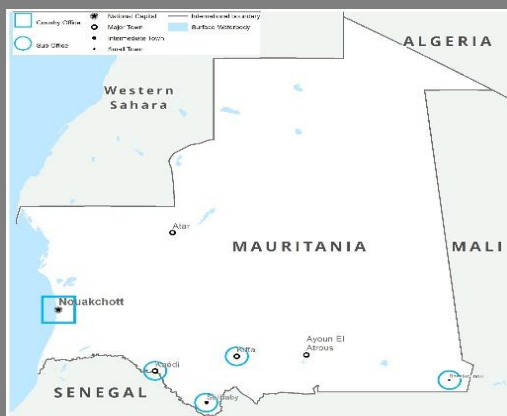 Country Office
Sub Office
National Capital
Major Town
Intermediate Town
Small Town
International boundary
Surface Waterbody
ALGERIA
Western
Sahara
Atar
MAURITANIA
MALI
Nouakchott
Ayoun El
Atrous
Kiffa
Kaédi
SENEGAL